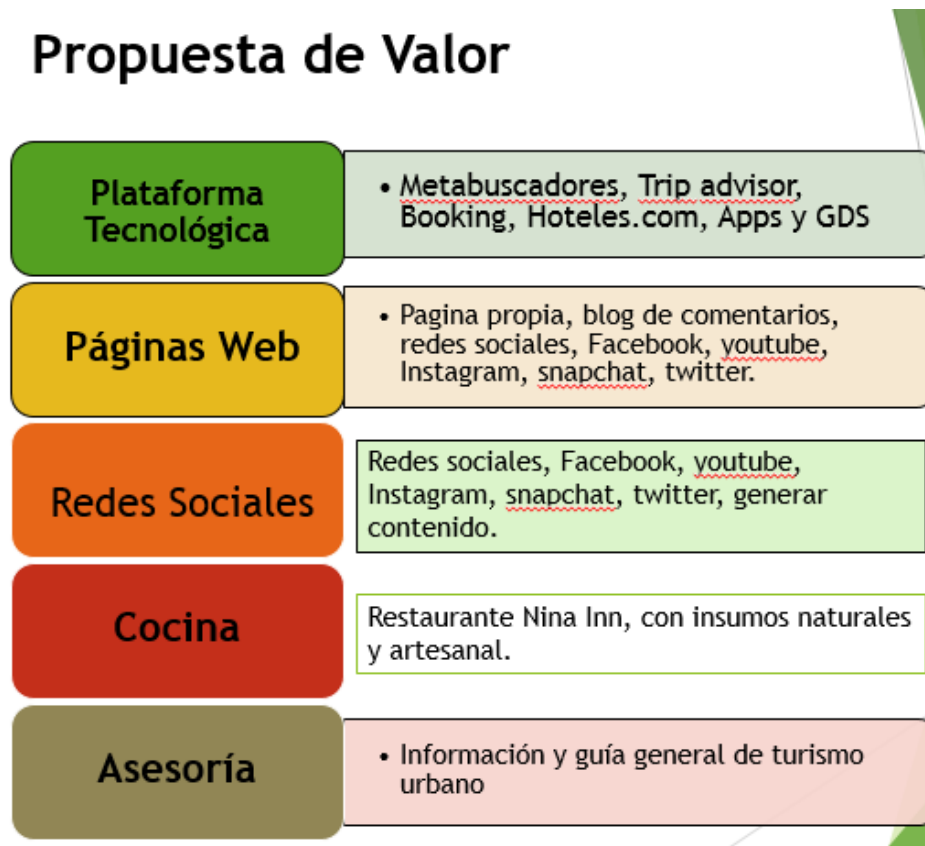 Propuesta de Valor
Plataforma
Tecnológica
• Metabuscadores, Trip advisor,
Booking, Hoteles.com, Apps y GDS
Páginas Web
• Pagina propia, blog de comentarios,
redes sociales, Facebook, youtube,
Instagram, snapchat, twitter.
Redes Sociales
Redes sociales, Facebook, youtube,
Instagram, snapchat, twitter, generar
contenido.
Cocina
Restaurante Nina Inn, con insumos naturales
y artesanal.
Asesoría
• Información y guía general de turismo
urbano